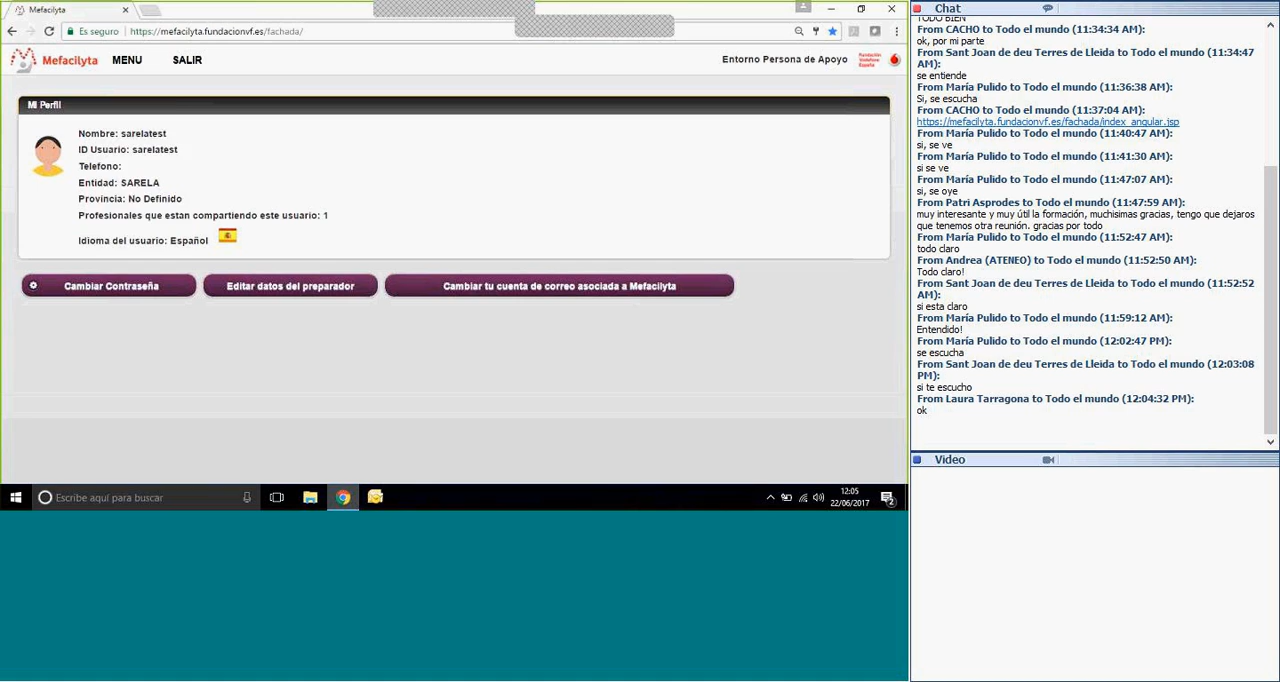 Mefacilyta
Es seguro
https://mefacilyta.fundacionvf.es/fachada/
Mefacilyta MENU SALIR
Entorno Persona de Apoyo
Fundación
Vodafone
España
Mi Perfil
Nombre: sarelatest
ID Usuario: sarelatest
Telefono:
Entidad: SARELA
Provincia: No Definido
Profesionales que estan compartiendo este usuario: 1
Idioma del usuario: Español
Cambiar Contraseña
Editar datos del preparador
Cambiar tu cuenta de correo asociada a Mefacilyta
Escribe aquí para buscar
12:05
22/06/2017
2
Chat
TODO BIEN
From CACHO to Todo el mundo (11:34:34 AM):
ok, por mi parte
From Sant Joan de deu Terres de Lleida to Todo el mundo (11:34:47
AM):
se entiende
From María Pulido to Todo el mundo (11:36:38 AM):
Si, se escucha
From CACHO to Todo el mundo (11:37:04 AM):
https://mefacilyta.fundacionvf.es/fachada/index_angular.jsp
From María Pulido to Todo el mundo (11:40:47 AM):
si, se ve
From María Pulido to Todo el mundo (11:41:30 AM):
si se ve
From María Pulido to Todo el mundo (11:47:07 AM):
si, se oye
From Patri Asprodes to Todo el mundo (11:47:59 AM):
muy interesante y muy útil la formación, muchisimas gracias, tengo que dejaros
que tenemos otra reunión. gracias por todo
From María Pulido to Todo el mundo (11:52:47 AM):
todo claro
From Andrea (ATENEO) to Todo el mundo (11:52:50 AM):
Todo claro!
From Sant Joan de deu Terres de Lleida to Todo el mundo (11:52:52
AM):
si esta claro
From María Pulido to Todo el mundo (11:59:12 AM):
Entendido!
From María Pulido to Todo el mundo (12:02:47 PM):
se escucha
From Sant Joan de deu Terres de Lleida to Todo el mundo (12:03:08
PM):
si te escucho
From Laura Tarragona to Todo el mundo (12:04:32 PM):
ok
Video